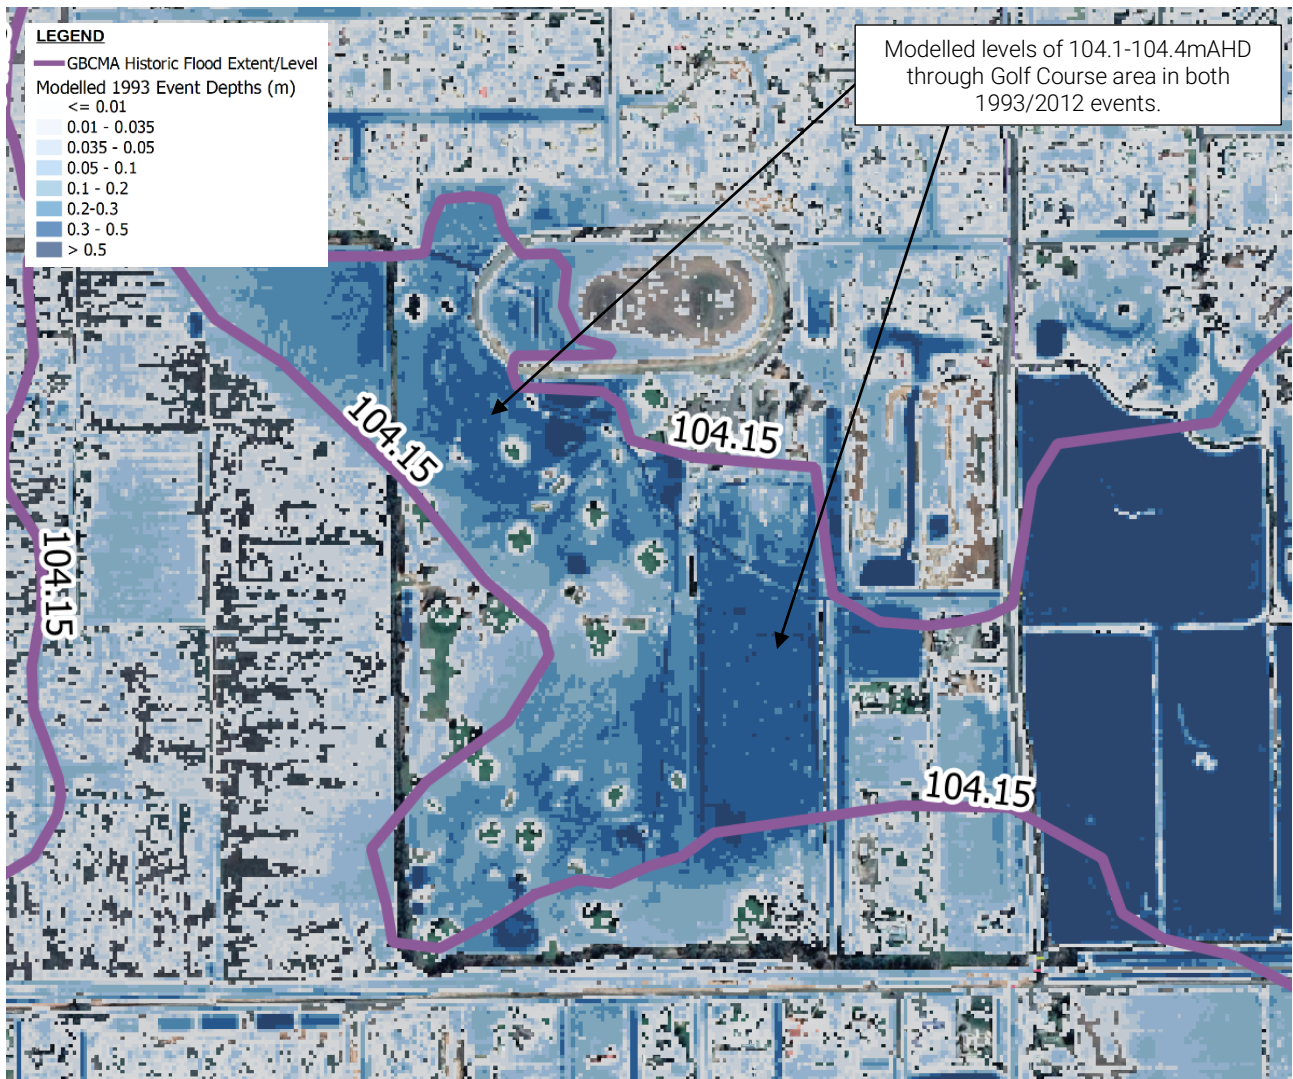 LEGEND
GBCMA Historic Flood Extent/Level
Modelled 1993 Event Depths (m)
<= 0.01
0.01 - 0.035
0.035 - 0.05
0.05 - 0.1
0.1 - 0.2
0.2-0.3
0.3 - 0.5
> 0.5
Modelled levels of 104.1-104.4mAHD
through Golf Course area in both
1993/2012 events.
104.15
104.15
104.15
104.15